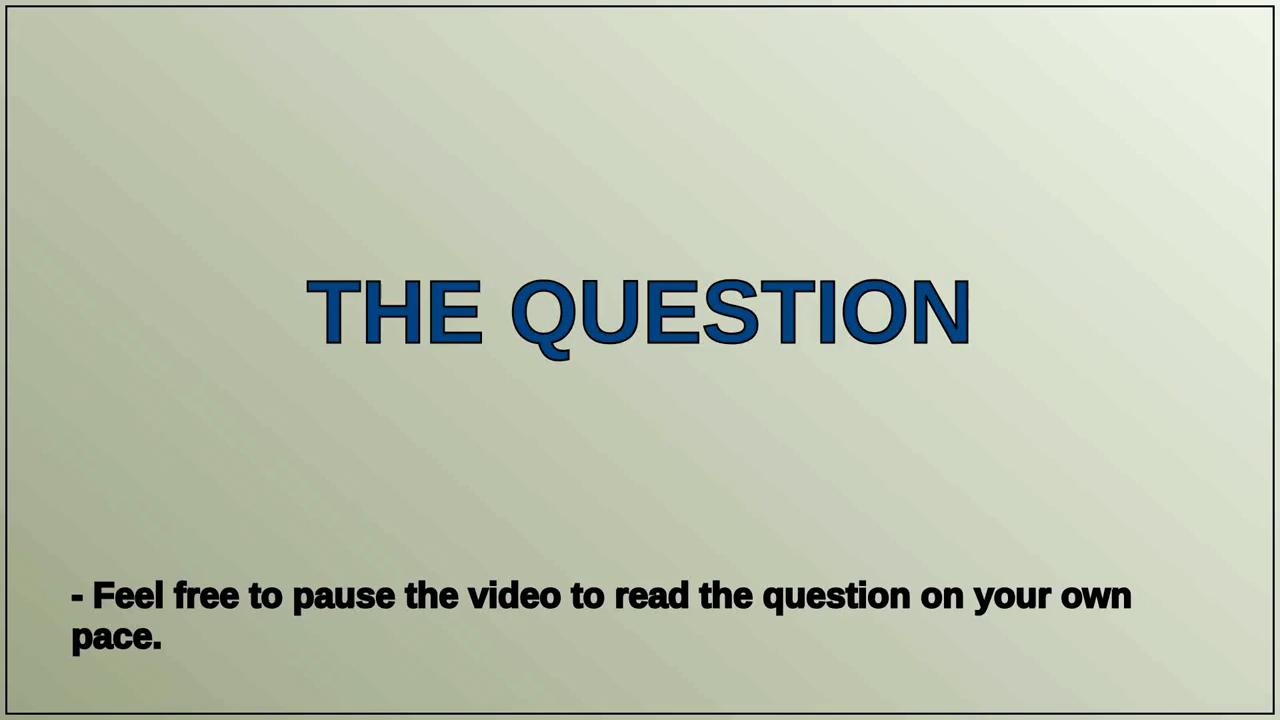 THE QUESTION
- Feel free to pause the video to read the question on your own
pace.